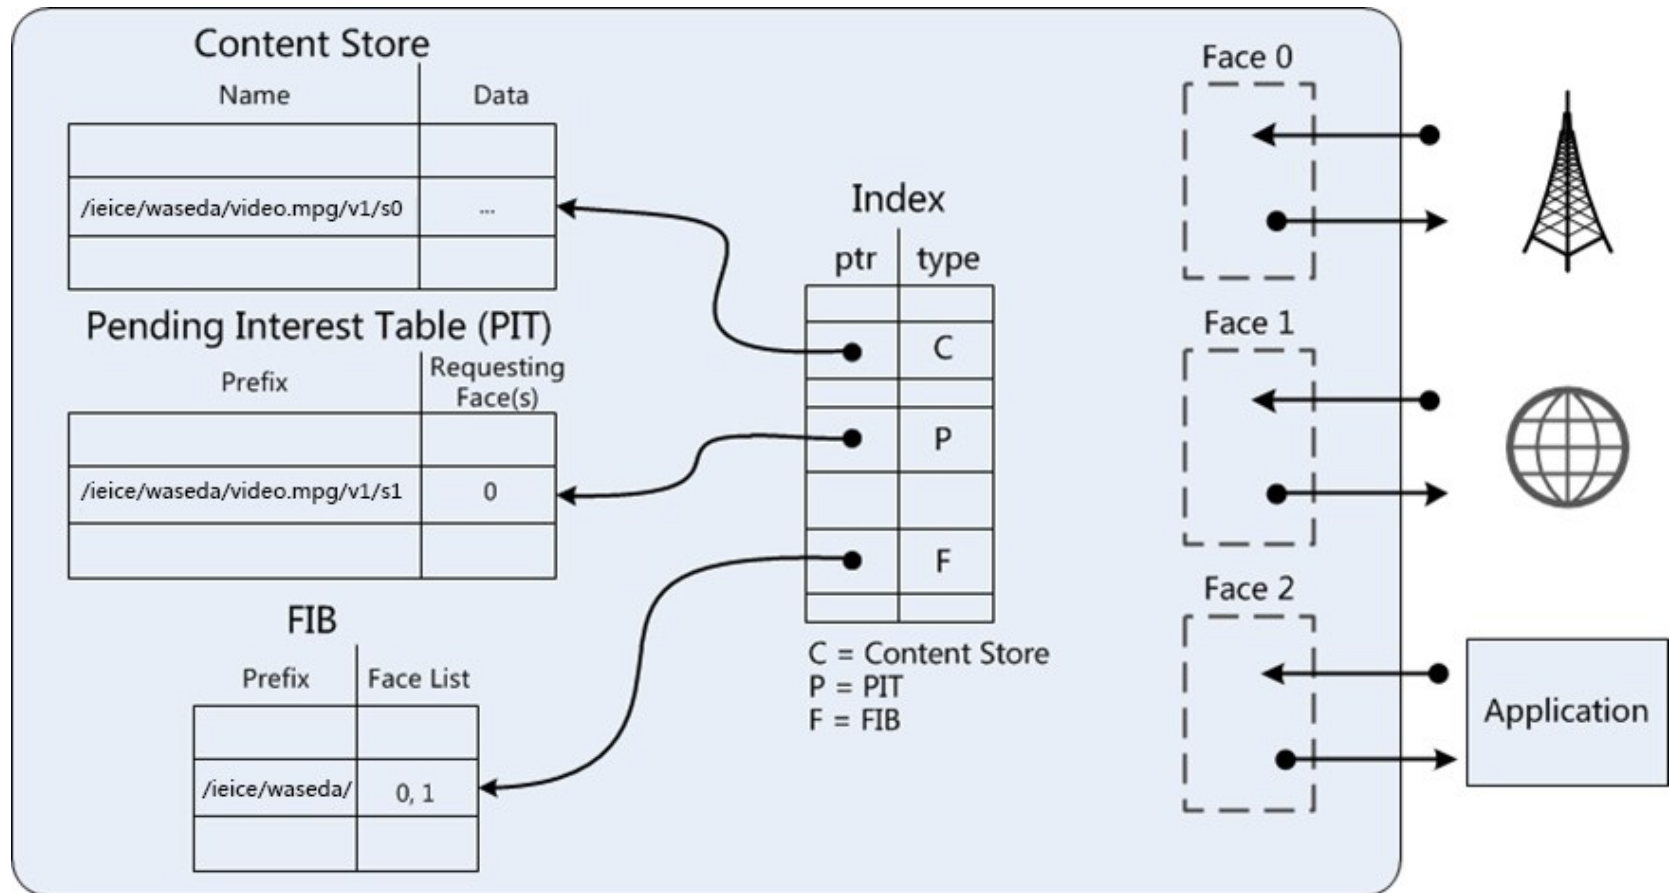 Content Store
Name Data
/ieice/waseda/video.mpg/v1/s0 ...
Pending Interest Table (PIT)
Prefix Requesting
Face(s)
/ieice/waseda/video.mpg/v1/s1 0
FIB
Prefix Face List
/ieice/waseda/ 0, 1
Index
ptr type
C
P
F
C = Content Store
P = PIT
F = FIB
Face 0
Face 1
Face 2
Application